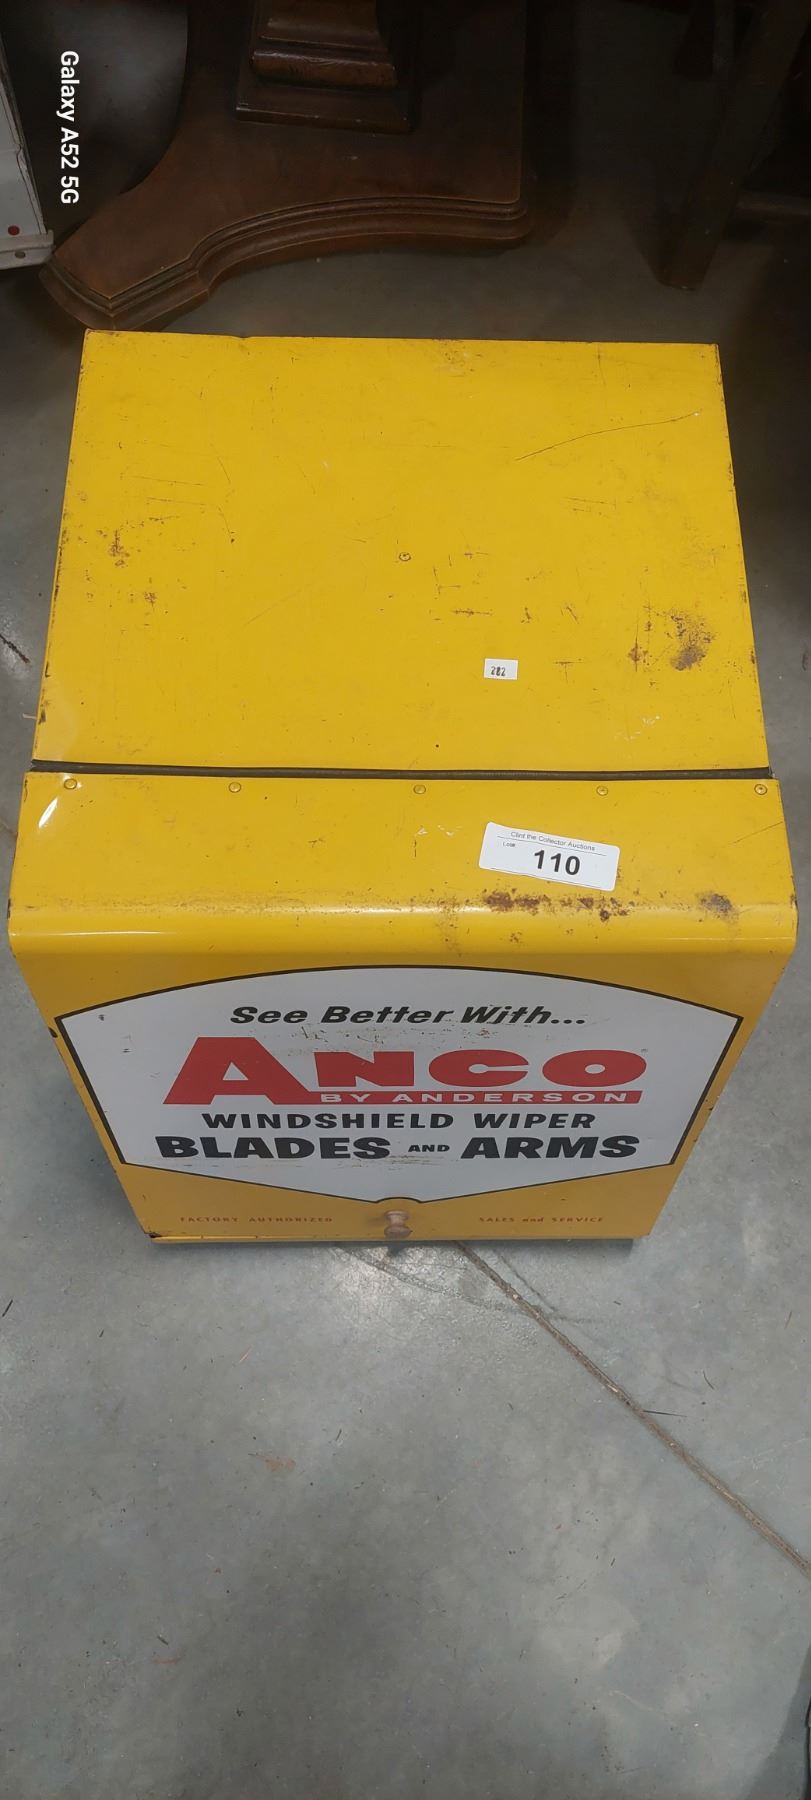 Galaxy A52 5G
282
Clint the Collector Auctions
Lot#
110
See Better With...
ANCO
BY ANDERSON
WINDSHIELD WIPER
BLADES AND ARMS
FACTORY AUTHORIZED SALES and SERVICE